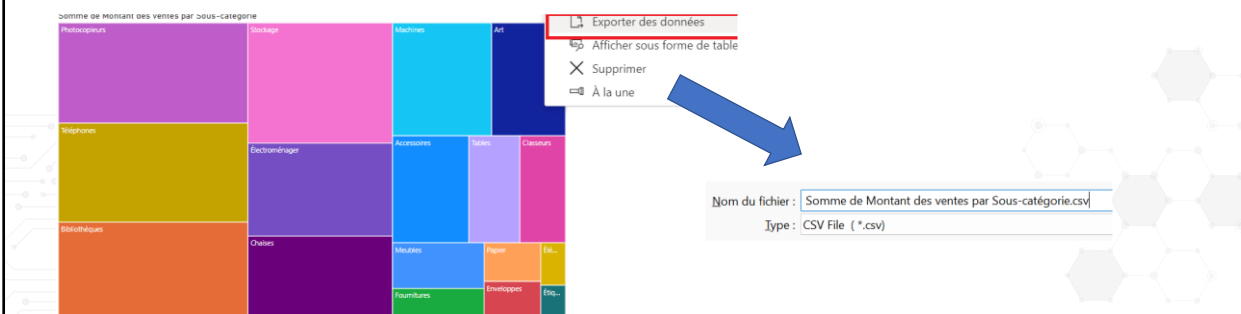 Somme de Montant des ventes par Sous-catégorie
Photocopieurs
Stockage
Machines
Art
Téléphones
Électroménager
Accessoires
Tables
Classeurs
Bibliothèques
Chaises
Meubles
Papier
Élé...
Fournitures
Enveloppes
Étiq...
Exporter des données
Afficher sous forme de table
Supprimer
À la une
Nom du fichier : Somme de Montant des ventes par Sous-catégorie.csv
Type : CSV File (*.csv)